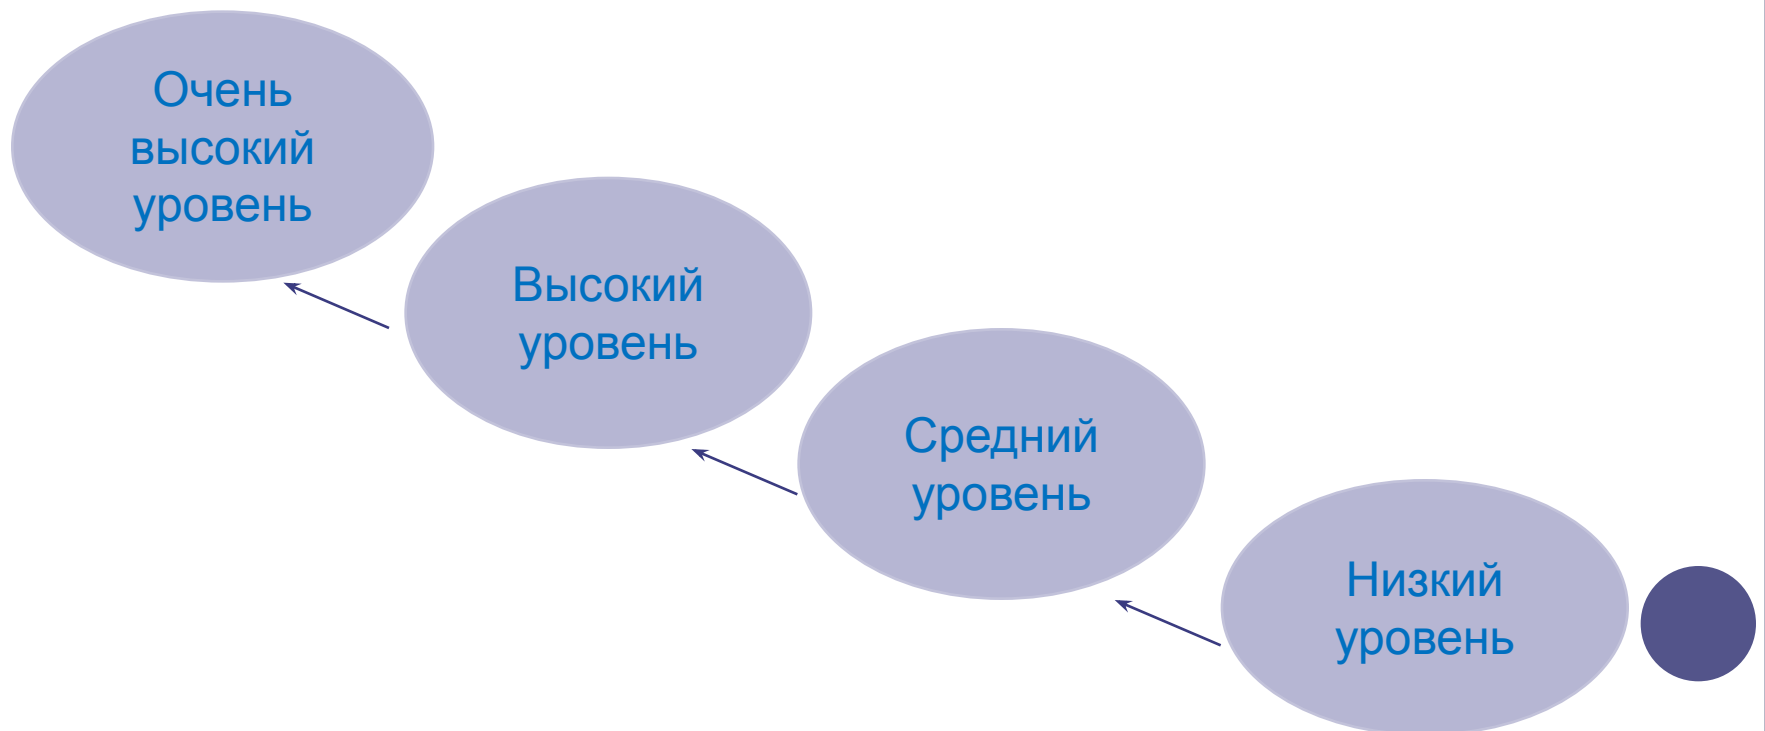 Очень
высокий
уровень
Высокий
уровень
Средний
уровень
Низкий
уровень